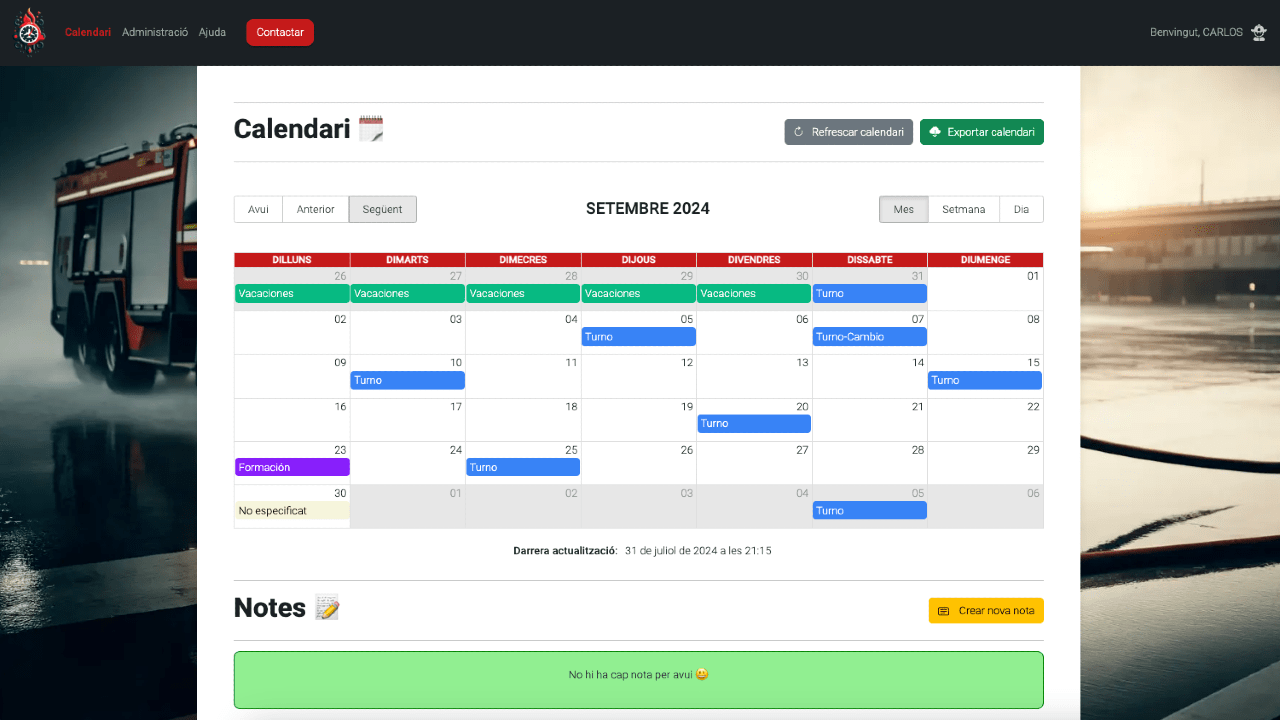 Calendari Administració Ajuda Contactar Benvingut, CARLOS
Calendari
Refrescar calendari Exportar calendari
Avui Anterior Següent SETEMBRE 2024 Mes Setmana Dia
DILLUNS DIMARTS DIMECRES DIJOUS DIVENDRES DISSABTE DIUMENGE
26 27 28 29 30 31 01
Vacaciones Vacaciones Vacaciones Vacaciones Vacaciones Turno
02 03 04 05 06 07 08
Turno Turno-Cambio
09 10 11 12 13 14 15
Turno Turno
16 17 18 19 20 21 22
Turno
23 24 25 26 27 28 29
Formación Turno
30 01 02 03 04 05 06
No especificat Turno
Darrera actualització: 31 de juliol de 2024 a les 21:15
Notes
Crear nova nota
No hi ha cap nota per avui 😀